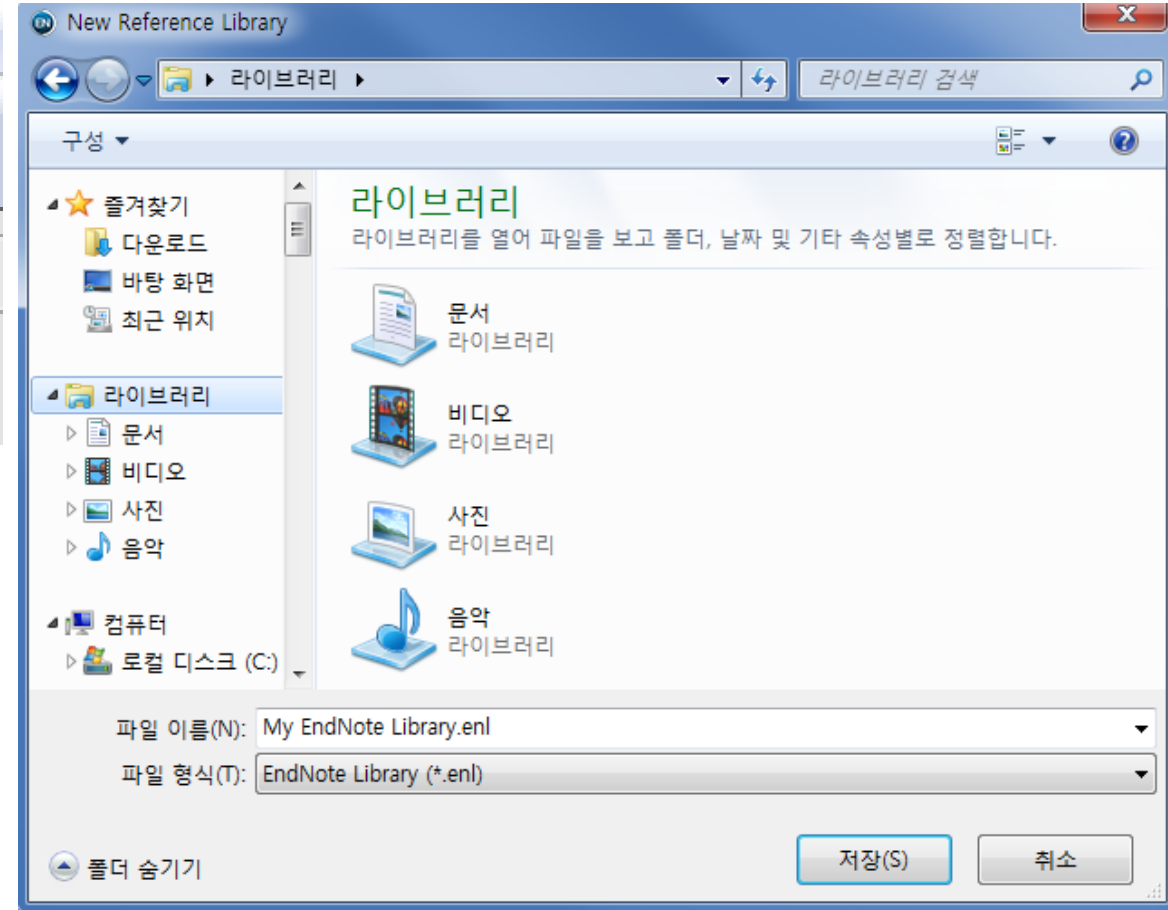 New Reference Library
라이브러리
라이브러리 검색
구성
즐겨찾기
다운로드
바탕 화면
최근 위치
라이브러리
문서
비디오
사진
음악
컴퓨터
로컬 디스크 (C:)
라이브러리
라이브러리를 열어 파일을 보고 폴더, 날짜 및 기타 속성별로 정렬합니다.
문서
라이브러리
비디오
라이브러리
사진
라이브러리
음악
라이브러리
파일 이름(N): My EndNote Library.enl
파일 형식(T): EndNote Library (*.enl)
폴더 숨기기
저장(S)
취소